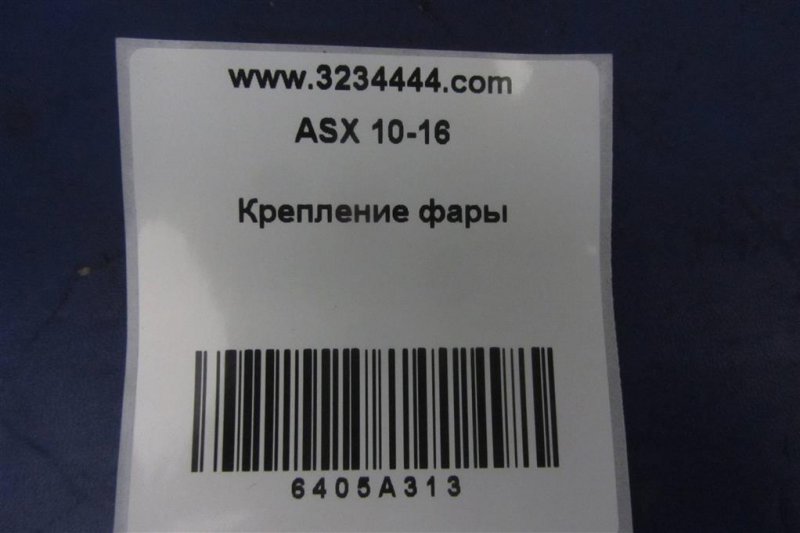 www.3234444.com
ASX 10-16
Крепление фары
6405A313